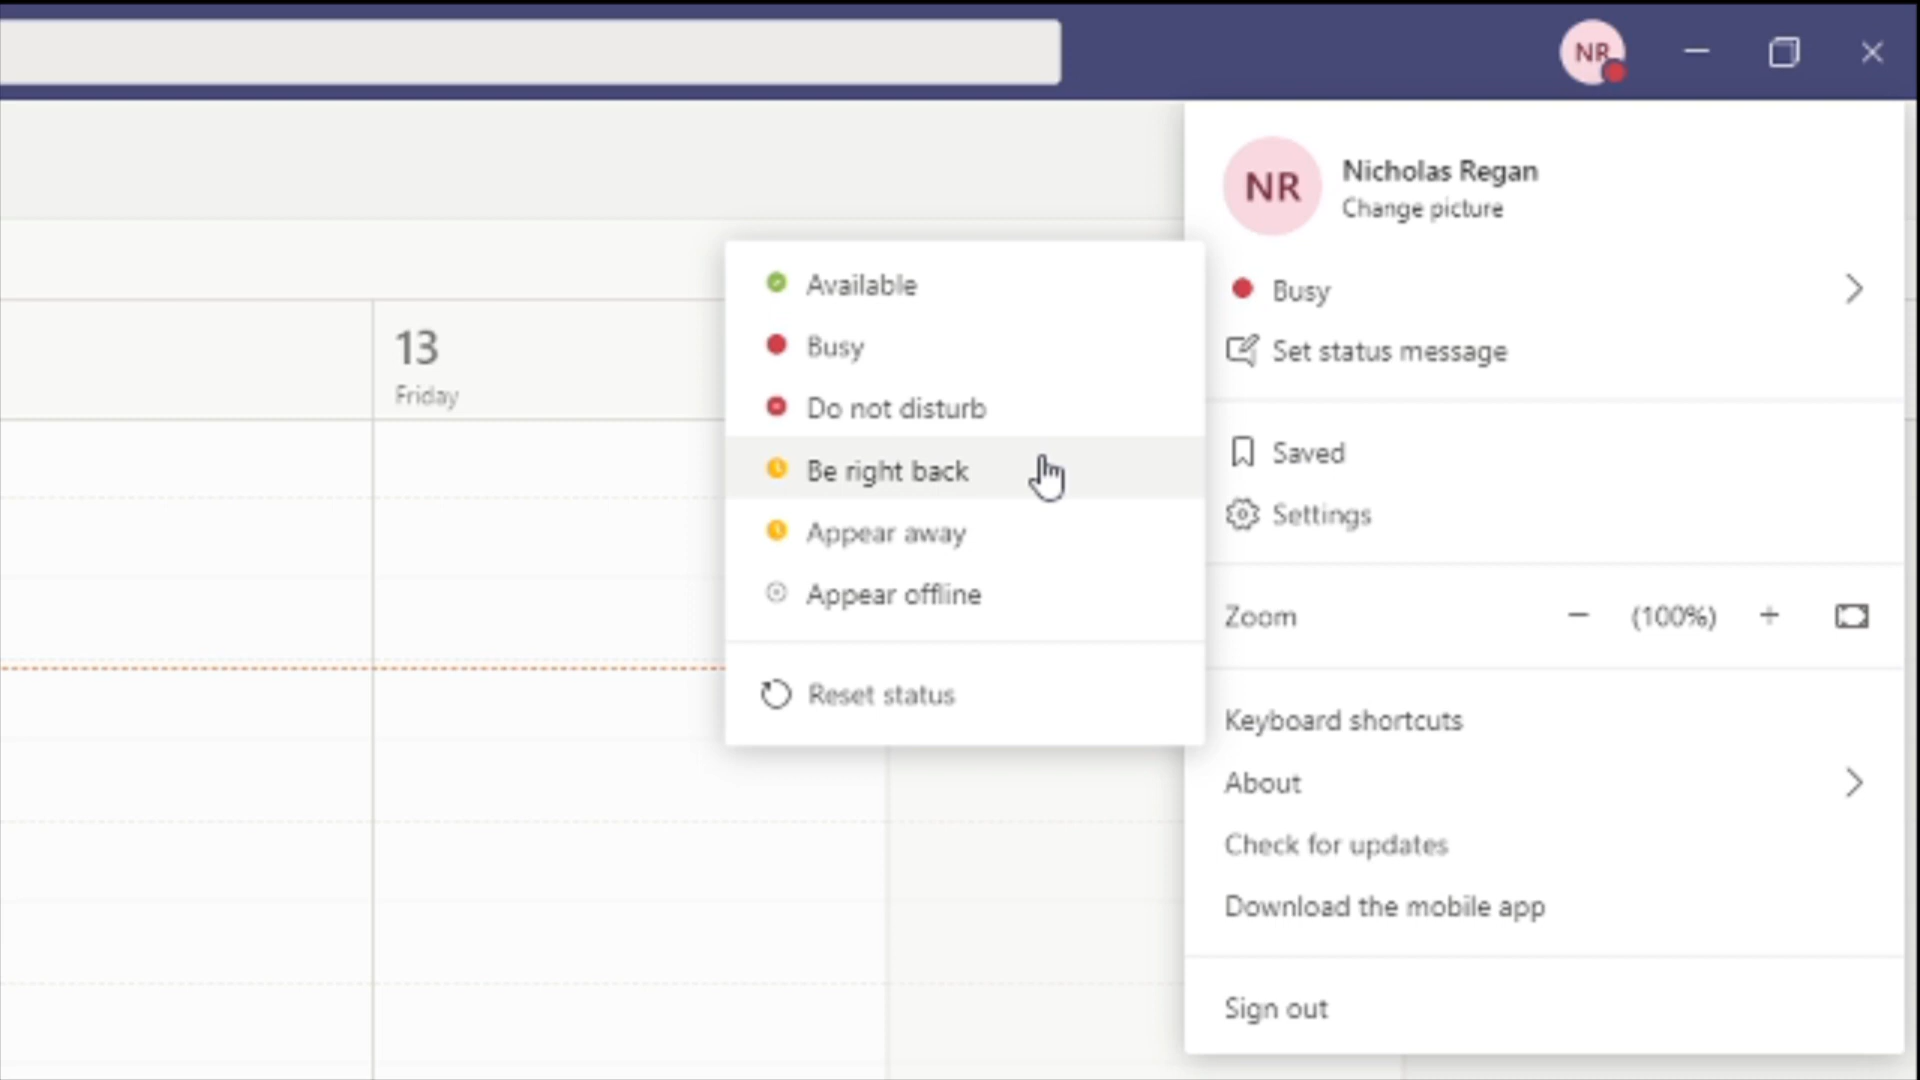 NR
13
Friday
Available
Busy
Do not disturb
Be right back
Appear away
Appear offline
Reset status
NR
Nicholas Regan
Change picture
Busy
Set status message
Saved
Settings
Zoom (100%)
Keyboard shortcuts
About
Check for updates
Download the mobile app
Sign out